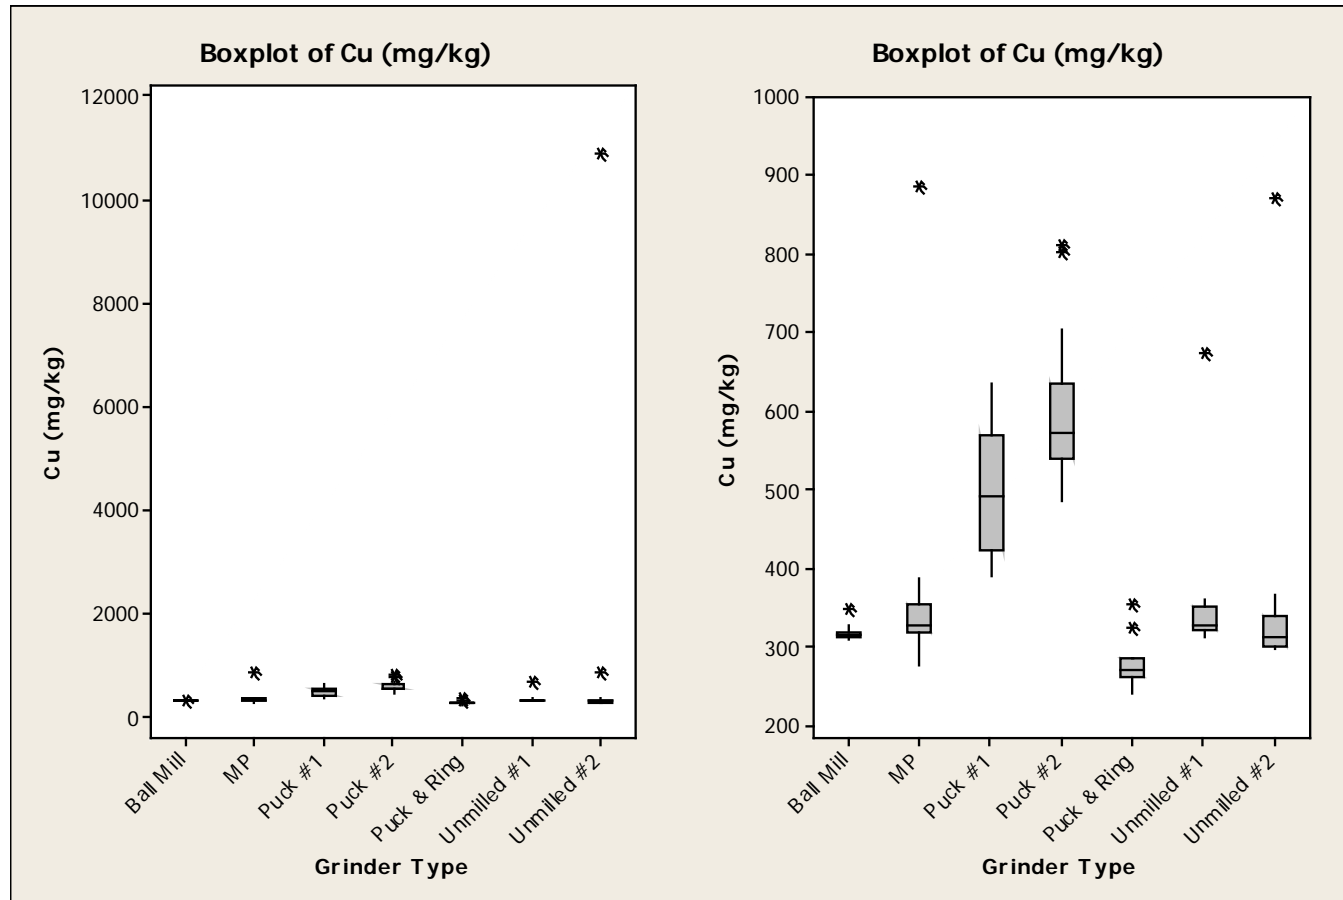 Boxplot of Cu (mg/kg)
12000
10000
8000
6000
4000
2000
0
Cu (mg/kg)
Ball Mill
MP
Puck #1
Puck #2
Puck & Ring
Unmilled #1
Unmilled #2
Grinder Type
Boxplot of Cu (mg/kg)
1000
900
800
700
600
500
400
300
200
Cu (mg/kg)
Ball Mill
MP
Puck #1
Puck #2
Puck & Ring
Unmilled #1
Unmilled #2
Grinder Type